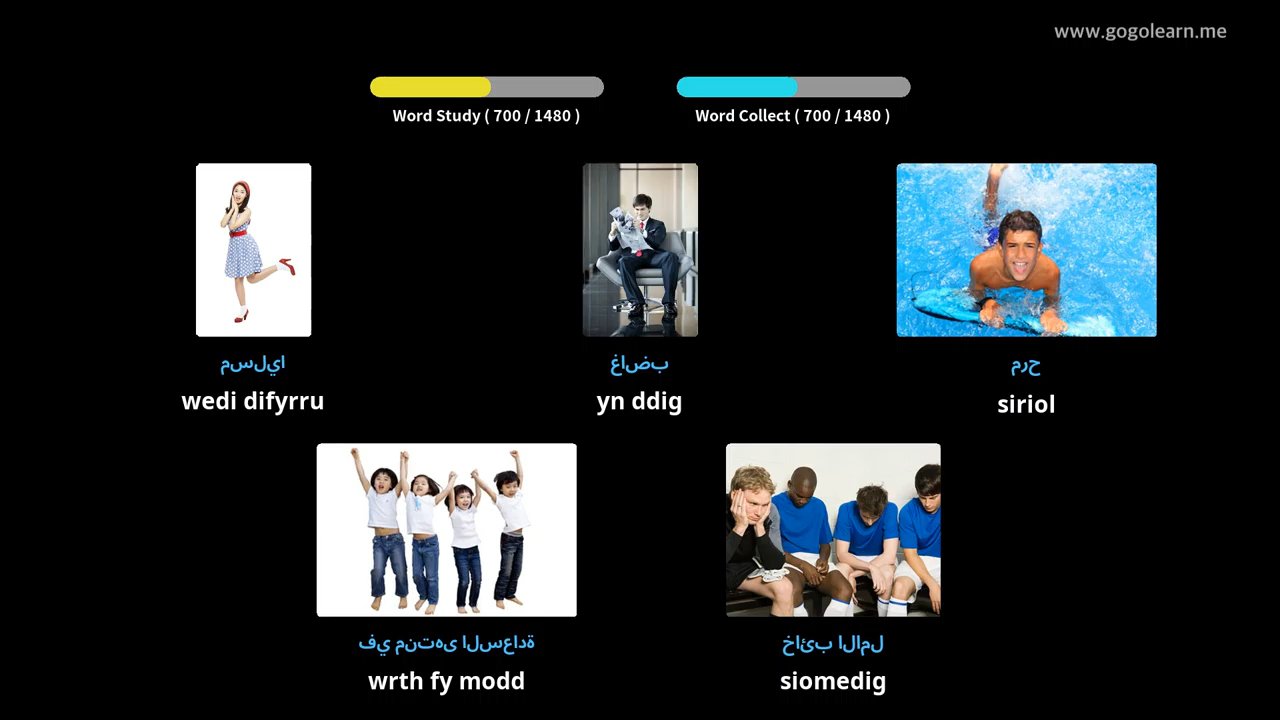 www.gogolearn.me
Word Study ( 700 / 1480 )
Word Collect ( 700 / 1480 )
مسليا
غاضب
مرح
wedi difyrru
yn ddig
siriol
في منتهى السعادة
خائب الامل
wrth fy modd
siomedig